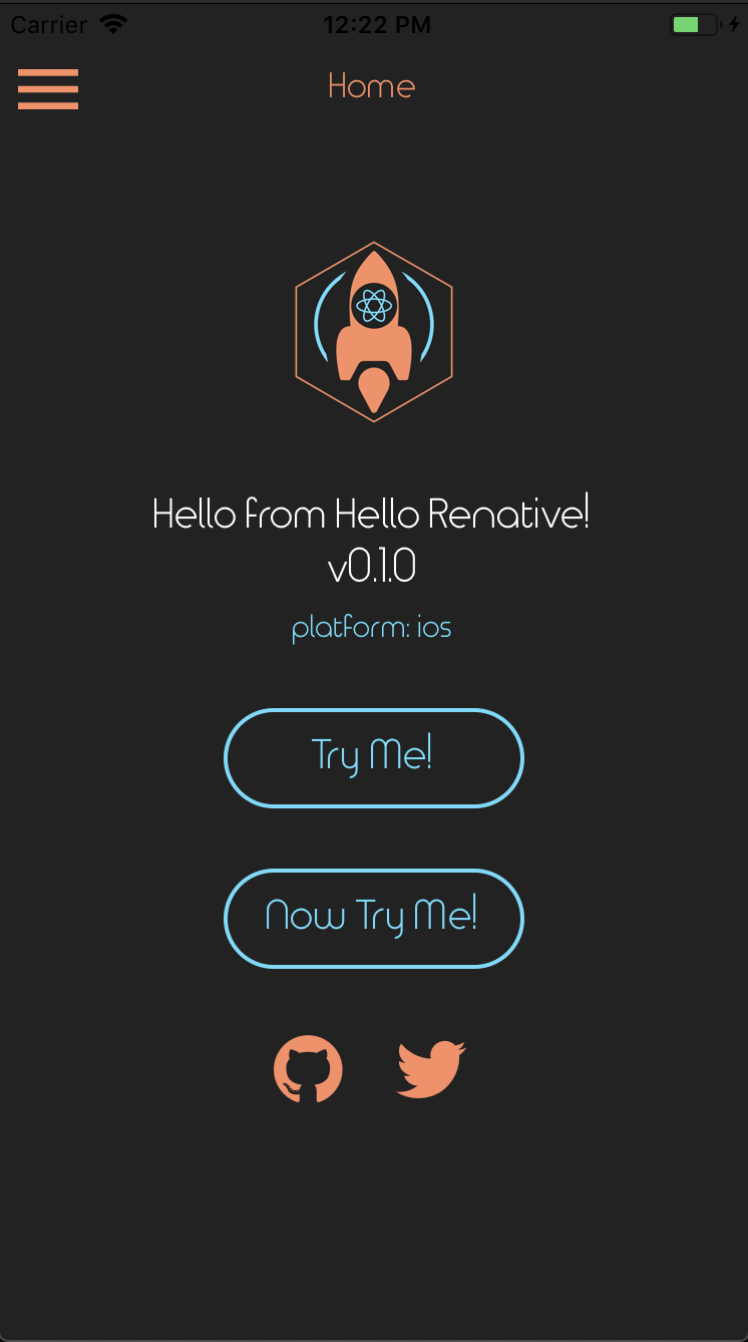 Carrier 12:22 PM
Home
Hello from Hello Renative!
v0.1.0
platform: ios
Try Me!
Now Try Me!